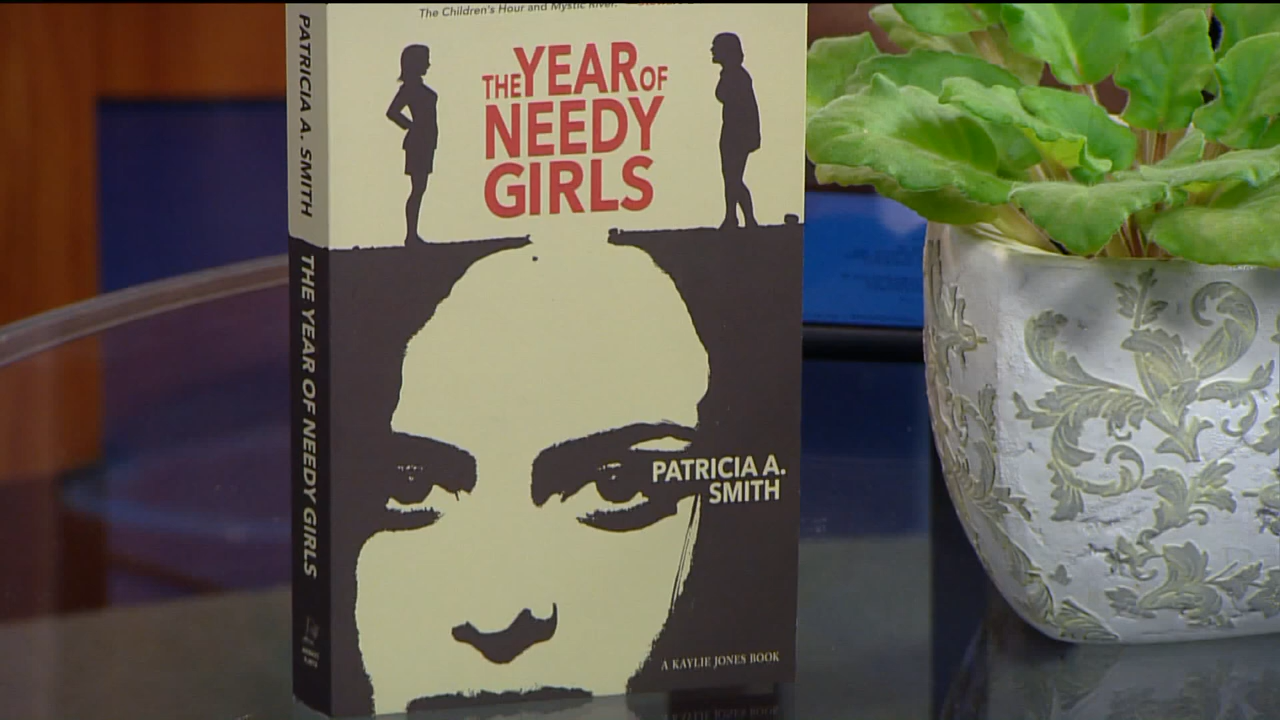 The Children's Hour and Mystic River."
THE YEAR OF
NEEDY
GIRLS
PATRICIA A.
SMITH
A KAYLIE JONES BOOK
PATRICIA A. SMITH
THE YEAR OF NEEDY GIRLS